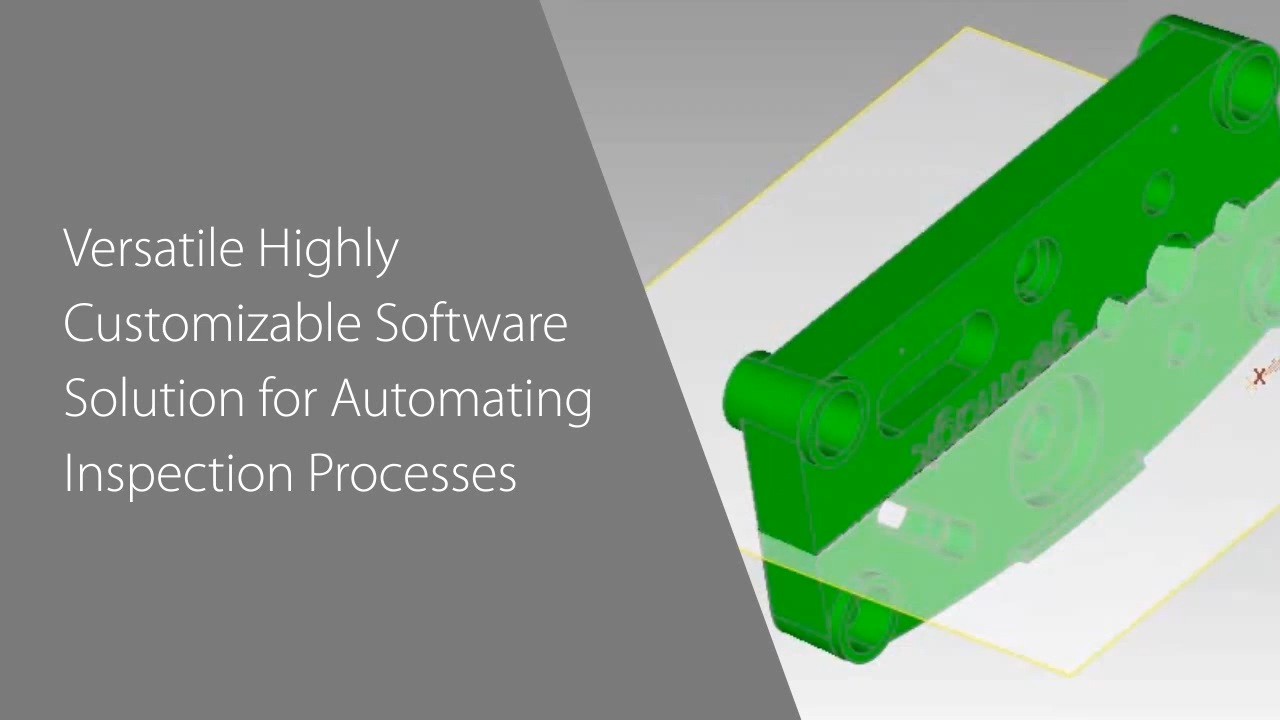 Versatile Highly
Customizable Software
Solution for Automating
Inspection Processes
X